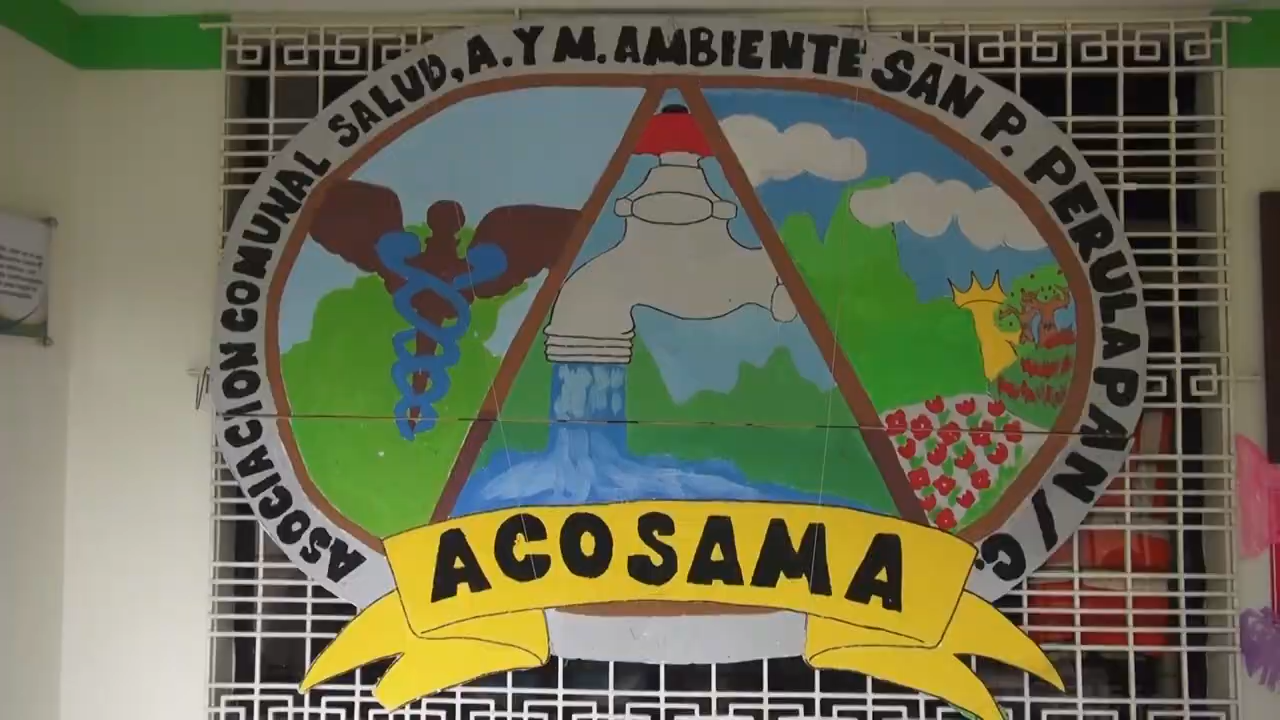 ASOCIACION COMUNAL SALUD, A. Y M. AMBIENTE SAN P. PERULAPAN / C.
ACOSAMA